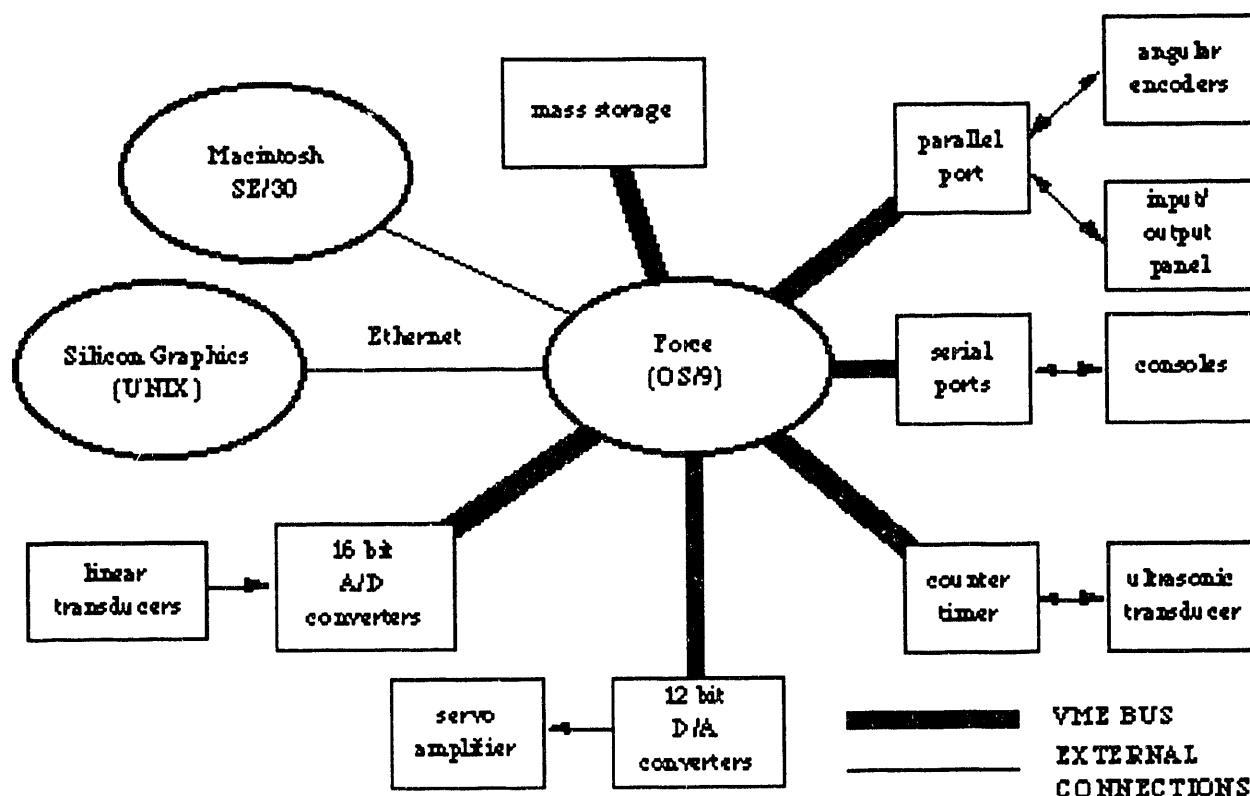 angular
encoders
mass storage
parallel
port
Macintosh
SE/30
input/
output
panel
Ethernet
Silicon Graphics
(UNIX)
Force
(OS/9)
serial
ports
consoles
linear
transducers
16 bit
A/D
converters
counter
timer
ultrasonic
transducer
servo
amplifier
12 bit
D/A
converters
VME BUS
EXTERNAL
CONNECTIONS